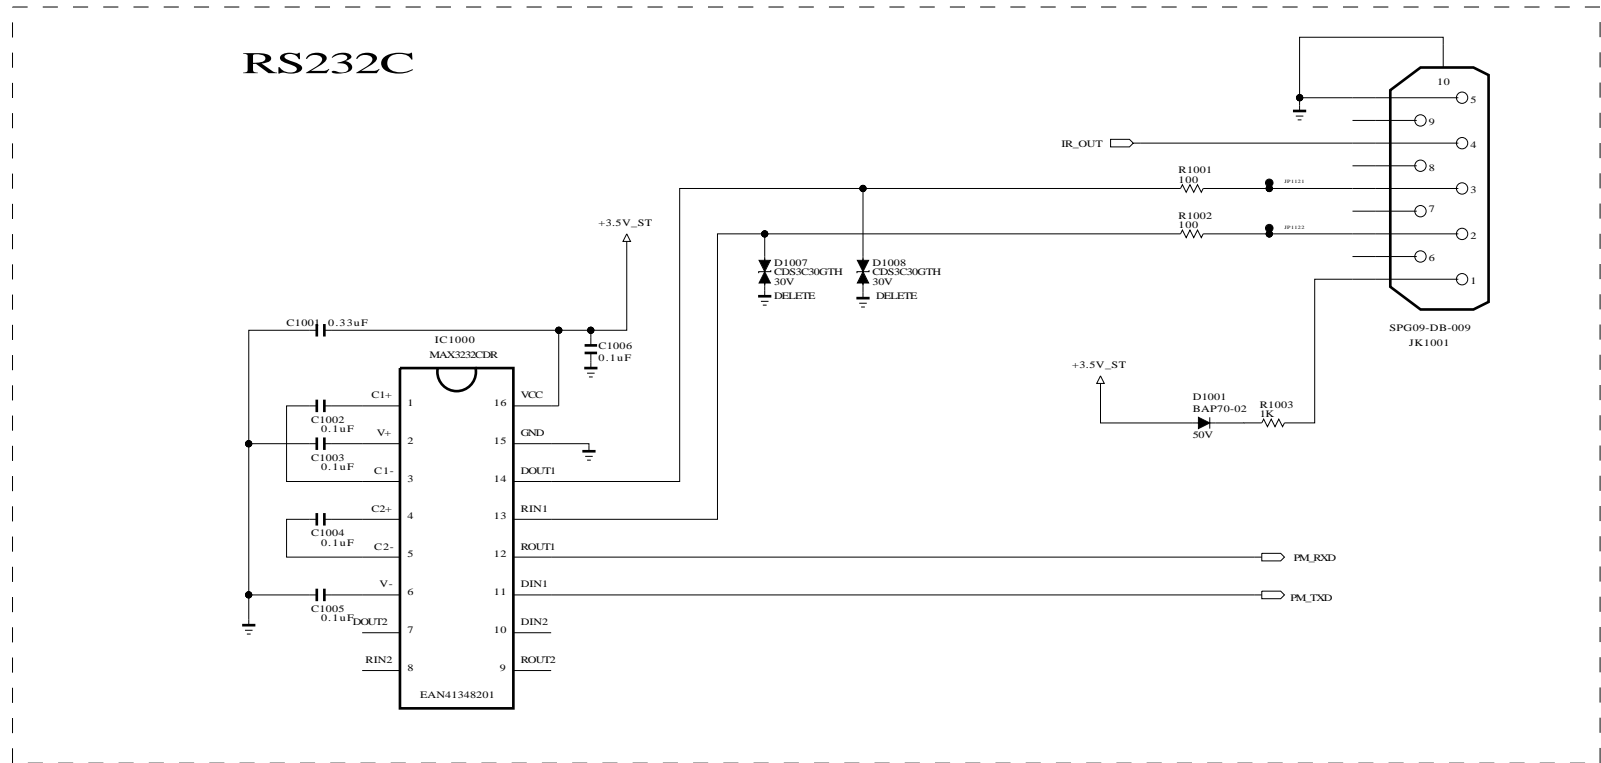 RS232C
10
5
9
IR_OUT
4
8
R1001
100
JP1121
3
7
R1002
100
JP1122
2
6
1
+3.5V_ST
D1007
CDS3C30GTH
30V
DELETE
D1008
CDS3C30GTH
30V
DELETE
SPG09-DB-009
JK1001
C1001 0.33uF
IC1000
MAX3232CDR
C1006
0.1uF
+3.5V_ST
D1001
BAP70-02
50V
R1003
1K
C1+
1
16
VCC
C1002
0.1uF
V+
2
15
GND
C1003
0.1uF
C1-
3
14
DOUT1
C2+
4
13
RIN1
C1004
0.1uF
C2-
5
12
ROUT1
PM_RXD
V-
6
11
DIN1
PM_TXD
C1005
0.1uF
DOUT2
7
10
DIN2
RIN2
8
9
ROUT2
EAN41348201